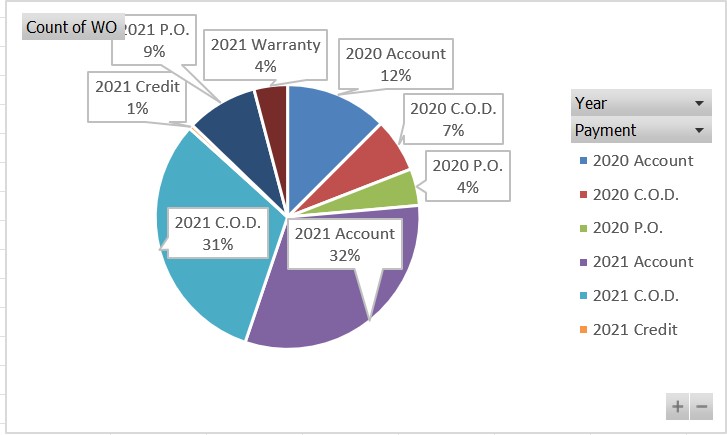 Count of WO
2021 P.O.
9%
2021 Warranty
4%
2020 Account
12%
2021 Credit
1%
2020 C.O.D.
7%
2020 P.O.
4%
2021 C.O.D.
31%
2021 Account
32%
Year
Payment
2020 Account
2020 C.O.D.
2020 P.O.
2021 Account
2021 C.O.D.
2021 Credit
+ −